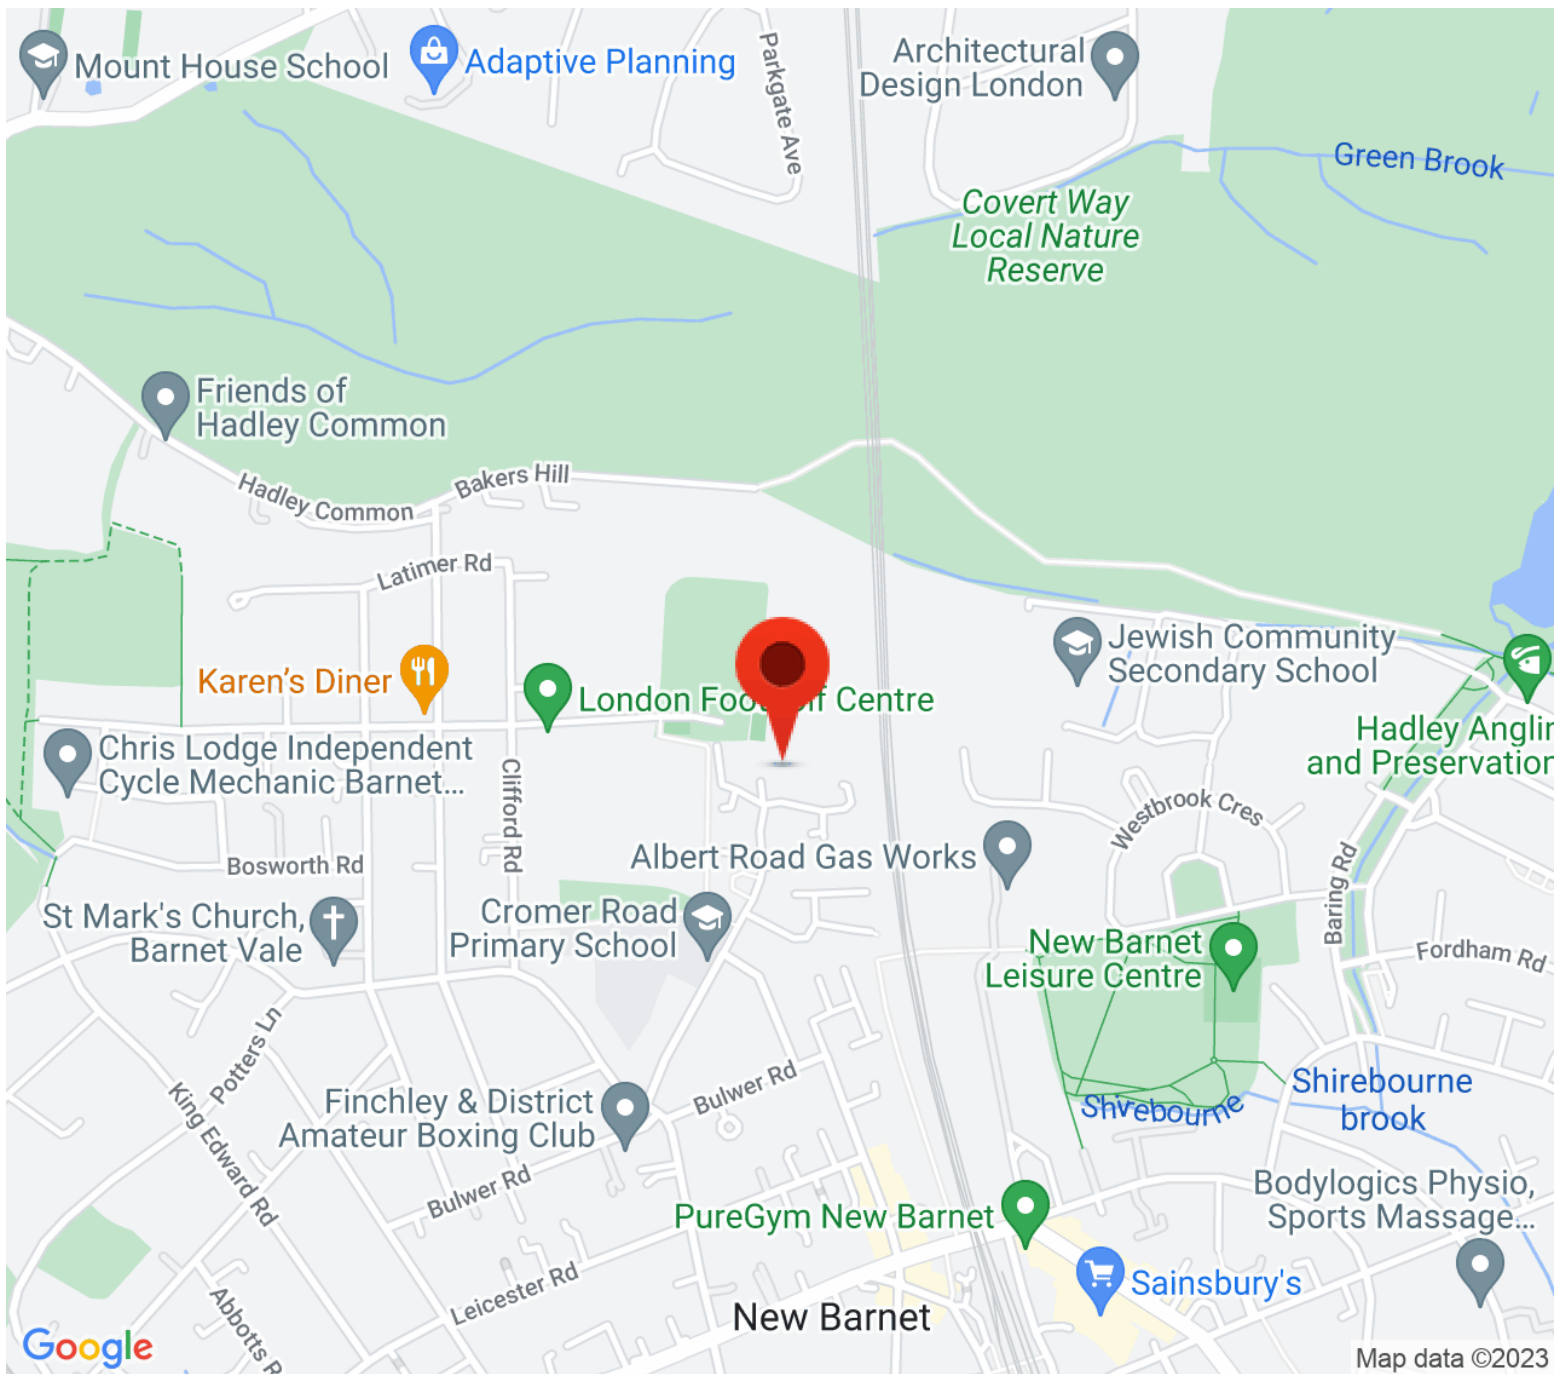 Mount House School
Adaptive Planning
Parkgate Ave
Architectural
Design London
Green Brook
Covert Way
Local Nature
Reserve
Friends of
Hadley Common
Hadley Common
Bakers Hill
Latimer Rd
Karen's Diner
London Foo
ff Centre
Jewish Community
Secondary School
Hadley Anglin
and Preservation
Chris Lodge Independent
Cycle Mechanic Barnet...
Clifford Rd
Westbrook Cres
Bosworth Rd
Albert Road Gas Works
Baring Rd
St Mark's Church,
Barnet Vale
Cromer Road
Primary School
New Barnet
Leisure Centre
Fordham Rd
Potters Ln
King Edward Rd
Finchley & District
Amateur Boxing Club
Bulwer Rd
Shirebourne
Shirebourne
brook
Bulwer Rd
PureGym New Barnet
Bodylogics Physio,
Sports Massage...
Leicester Rd
Abbotts R
Sainsbury's
New Barnet
Google
Map data ©2023